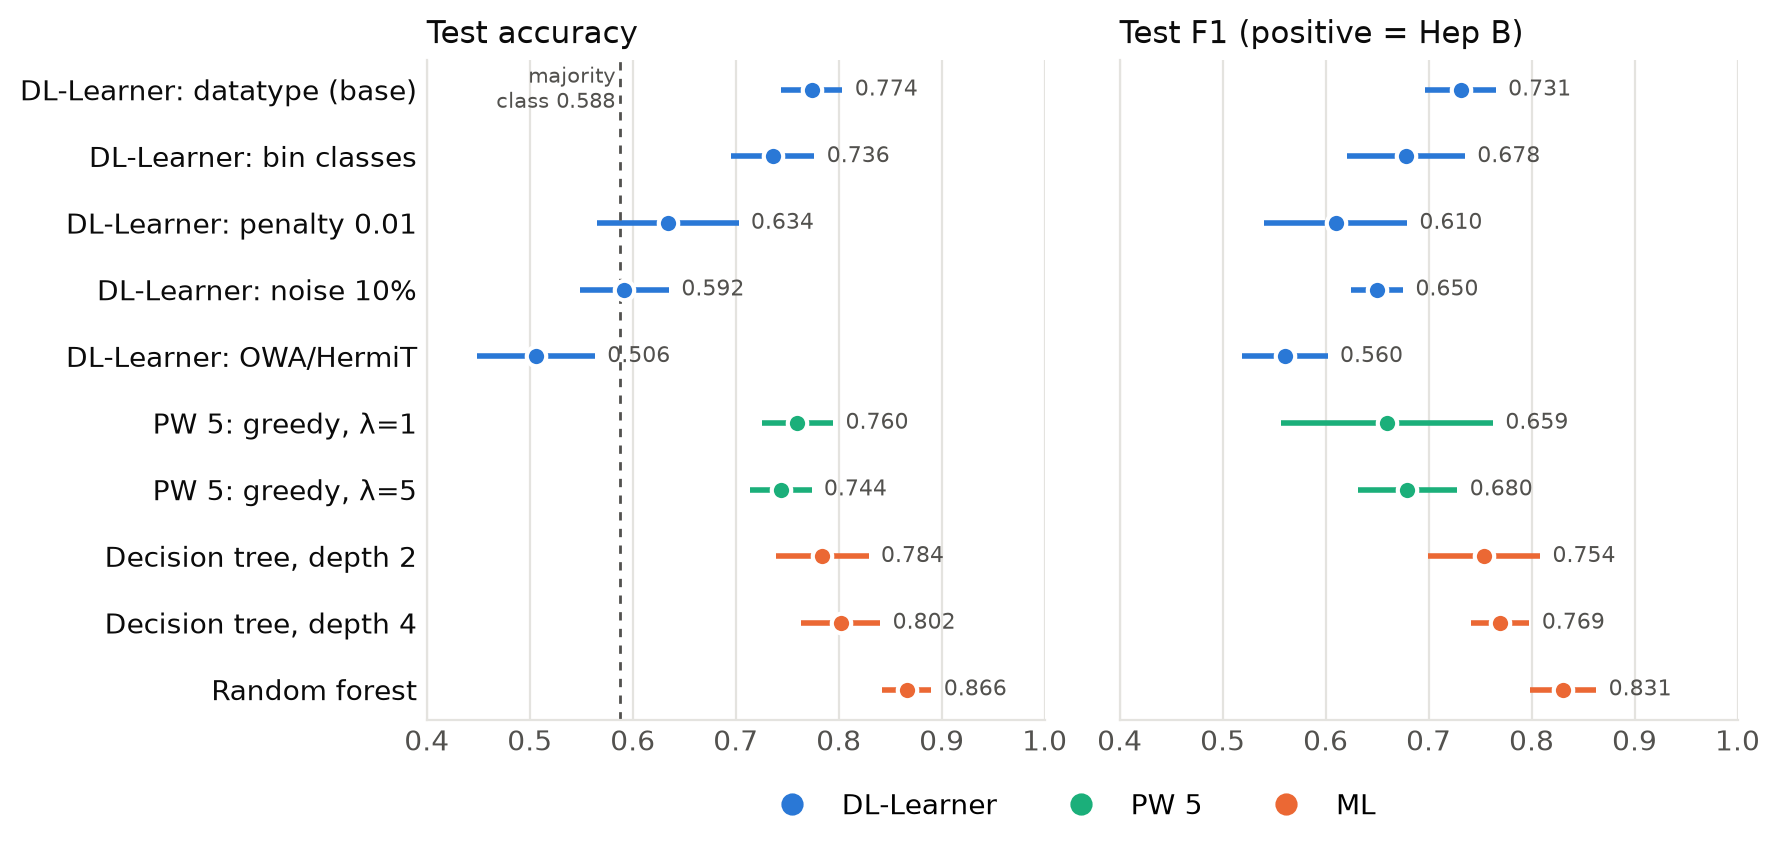 Test accuracy
Test F1 (positive = Hep B)
majority
class 0.588
DL-Learner: datatype (base) 0.774 0.731
DL-Learner: bin classes 0.736 0.678
DL-Learner: penalty 0.01 0.634 0.610
DL-Learner: noise 10% 0.592 0.650
DL-Learner: OWA/HermiT 0.506 0.560
PW 5: greedy, λ=1 0.760 0.659
PW 5: greedy, λ=5 0.744 0.680
Decision tree, depth 2 0.784 0.754
Decision tree, depth 4 0.802 0.769
Random forest 0.866 0.831
0.4 0.5 0.6 0.7 0.8 0.9 1.0 0.4 0.5 0.6 0.7 0.8 0.9 1.0
DL-Learner PW 5 ML